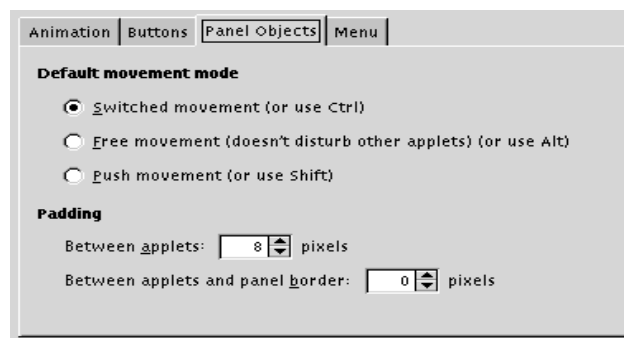 Animation Buttons Panel Objects Menu
Default movement mode
Switched movement (or use Ctrl)
Free movement (doesn't disturb other applets) (or use Alt)
Push movement (or use Shift)
Padding
Between applets: 8 pixels
Between applets and panel border: 0 pixels